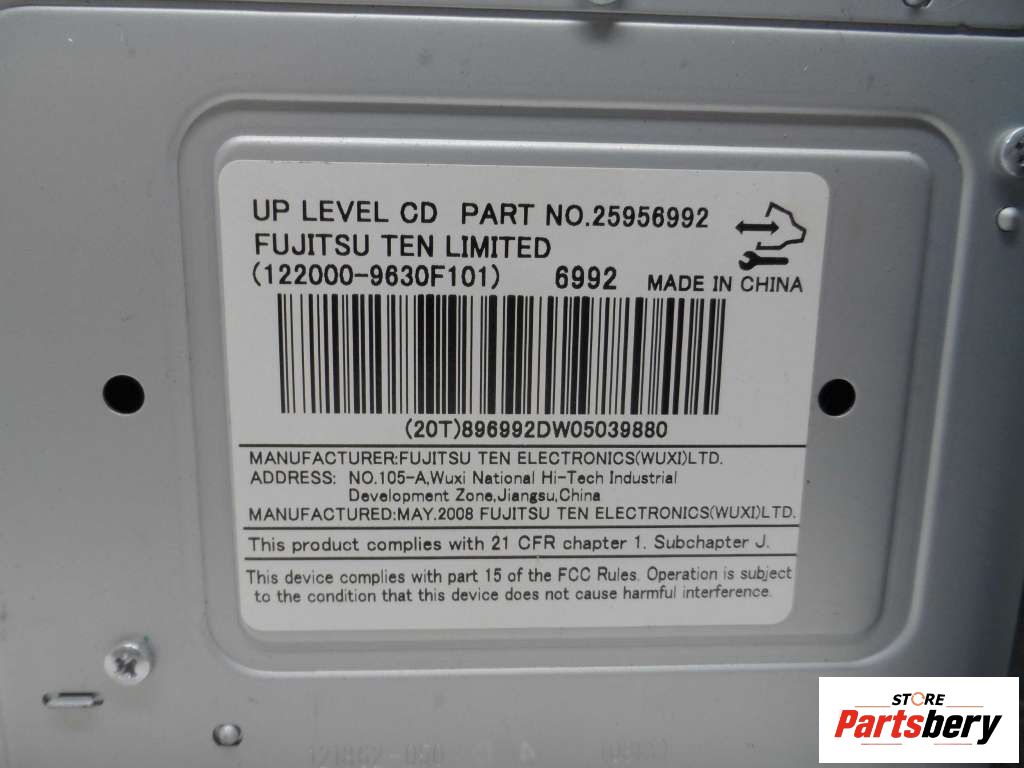 UP LEVEL CD PART NO.25956992
FUJITSU TEN LIMITED
(122000-9630F101) 6992 MADE IN CHINA
(20T)896992DW05039880
MANUFACTURER:FUJITSU TEN ELECTRONICS(WUXI)LTD.
ADDRESS: NO.105-A,Wuxi National Hi-Tech Industrial
Development Zone,Jiangsu,China
MANUFACTURED:MAY.2008 FUJITSU TEN ELECTRONICS(WUXI)LTD.
This product complies with 21 CFR chapter 1. Subchapter J.
This device complies with part 15 of the FCC Rules. Operation is subject
to the condition that this device does not cause harmful interference.
STORE
Partsbery